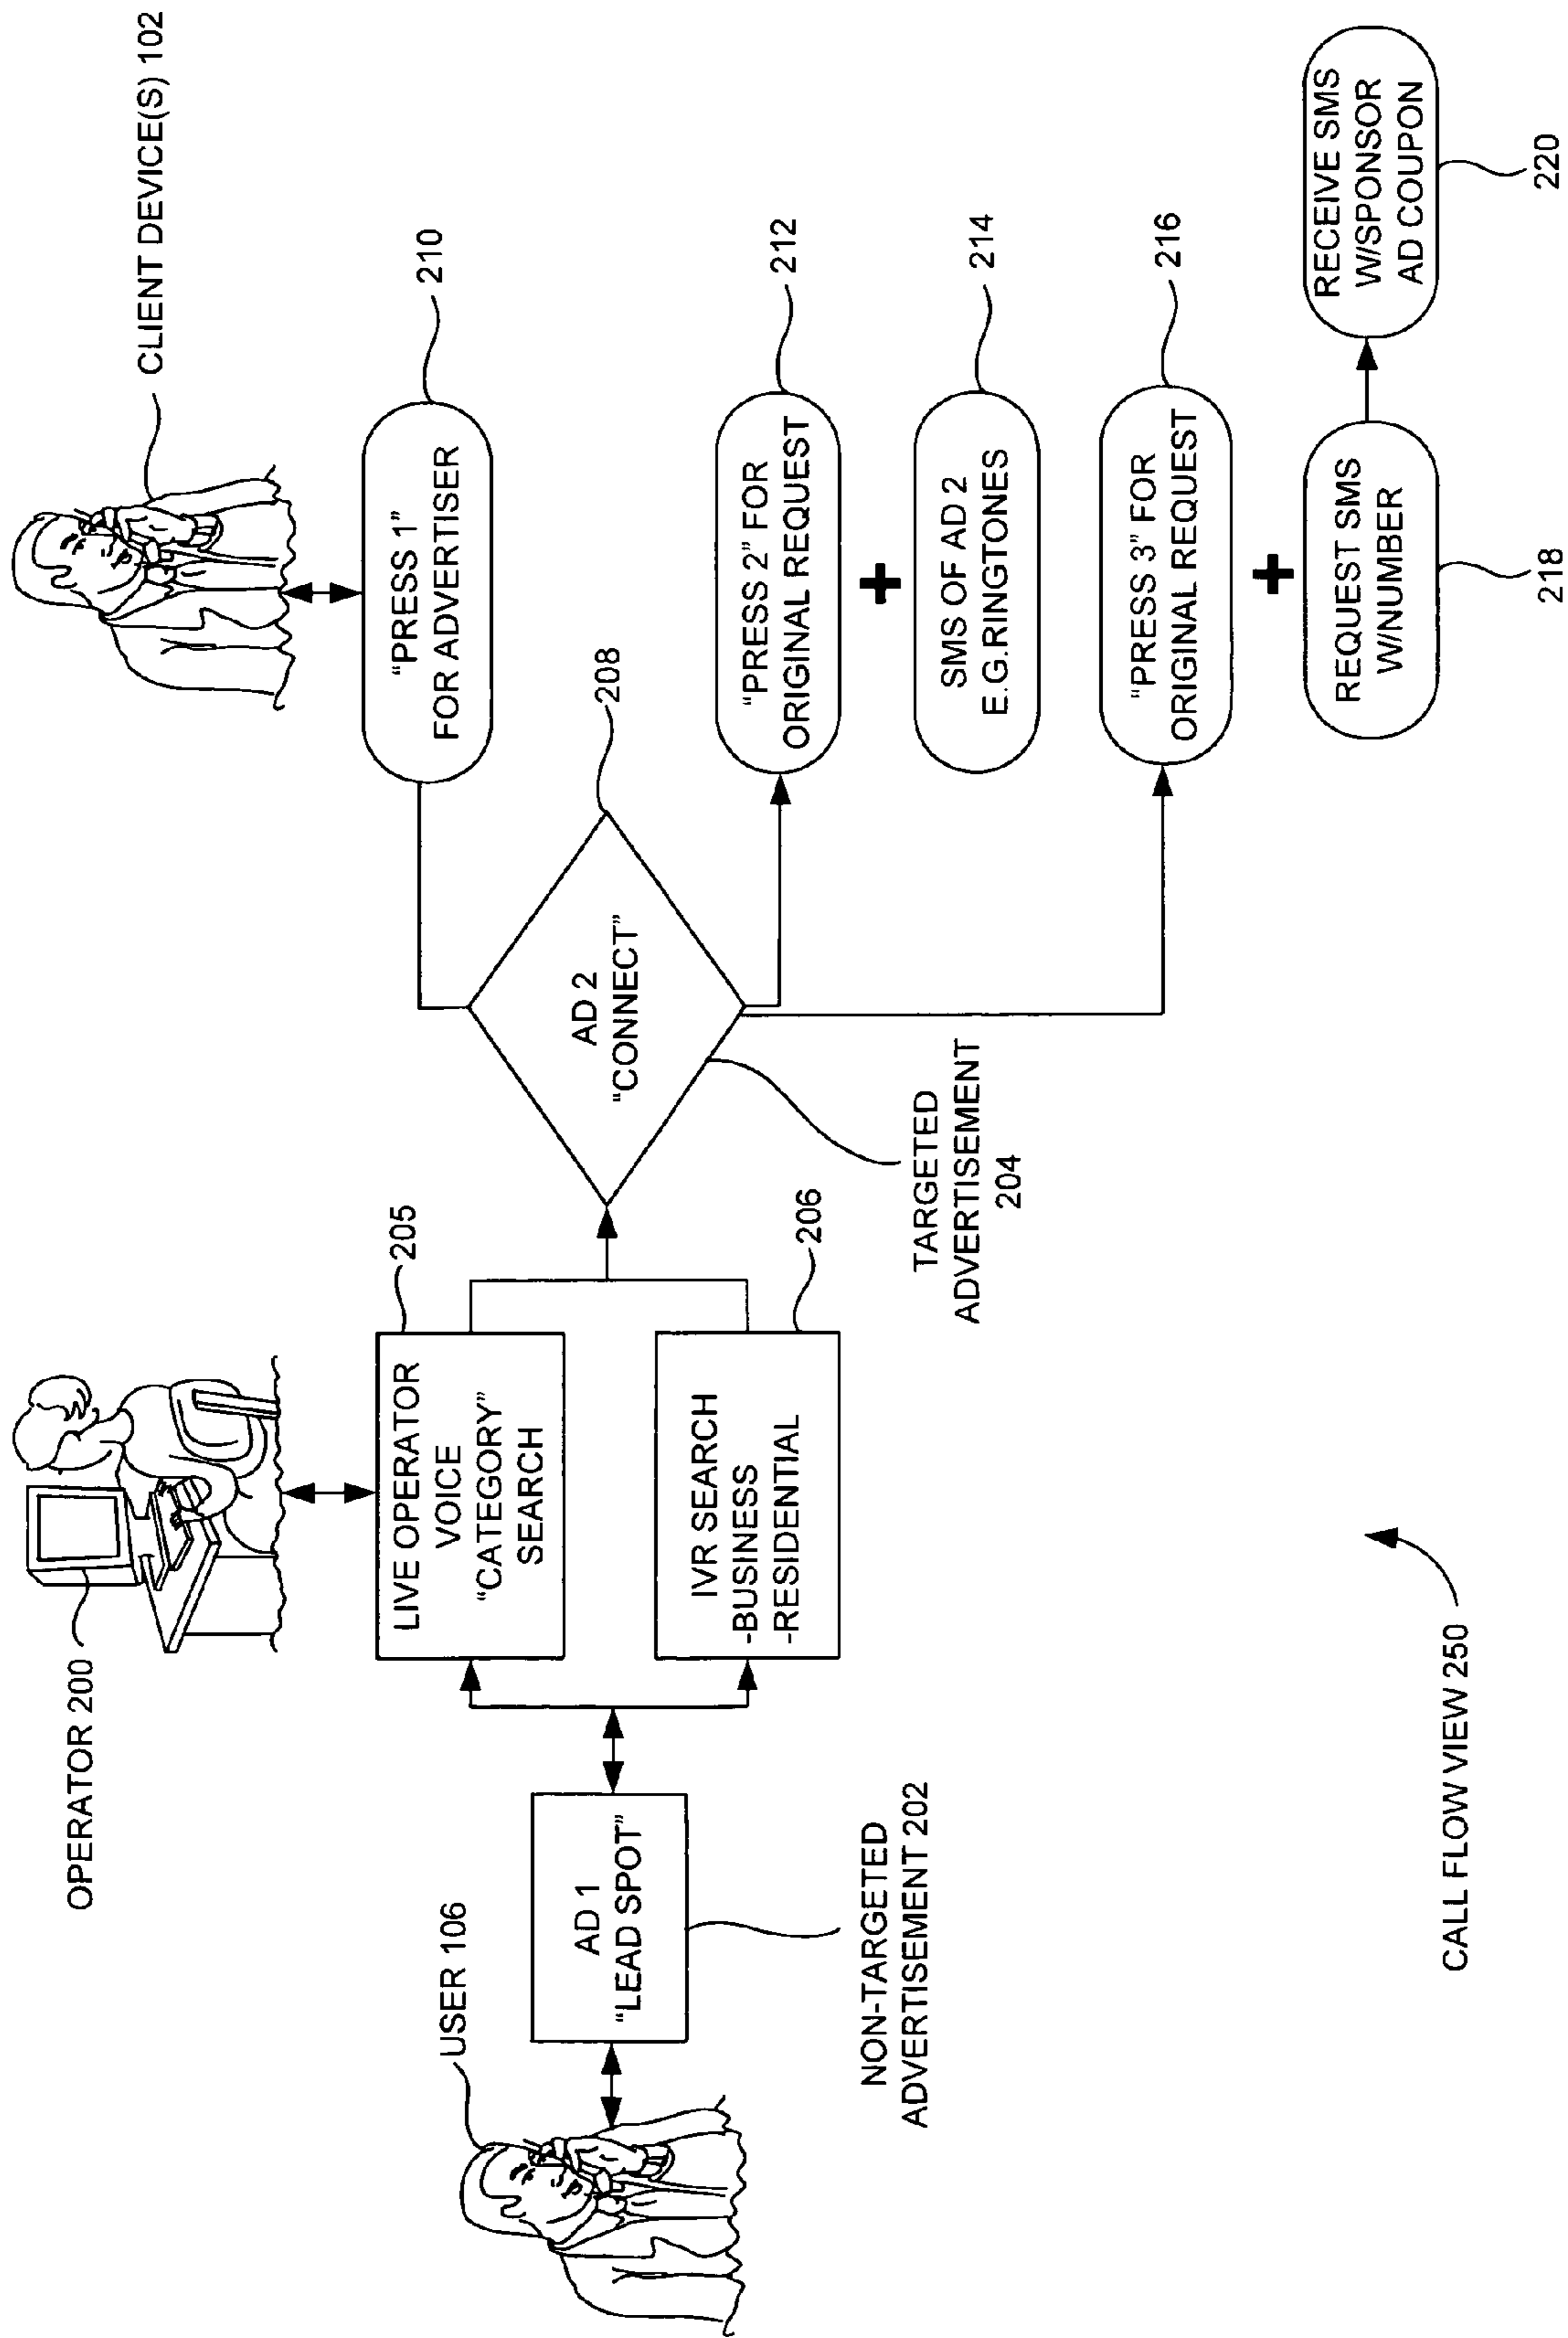 OPERATOR 200
CLIENT DEVICE(S) 102
USER 106
AD 1
“LEAD SPOT”
NON-TARGETED
ADVERTISEMENT 202
LIVE OPERATOR
VOICE
“CATEGORY”
SEARCH
205
IVR SEARCH
-BUSINESS
-RESIDENTIAL
206
AD 2
“CONNECT”
208
TARGETED
ADVERTISEMENT
204
“PRESS 1”
FOR ADVERTISER
210
“PRESS 2” FOR
ORIGINAL REQUEST
212
+
SMS OF AD 2
E.G.RINGTONES
214
“PRESS 3” FOR
ORIGINAL REQUEST
216
+
REQUEST SMS
W/NUMBER
218
RECEIVE SMS
W/SPONSOR
AD COUPON
220
CALL FLOW VIEW 250